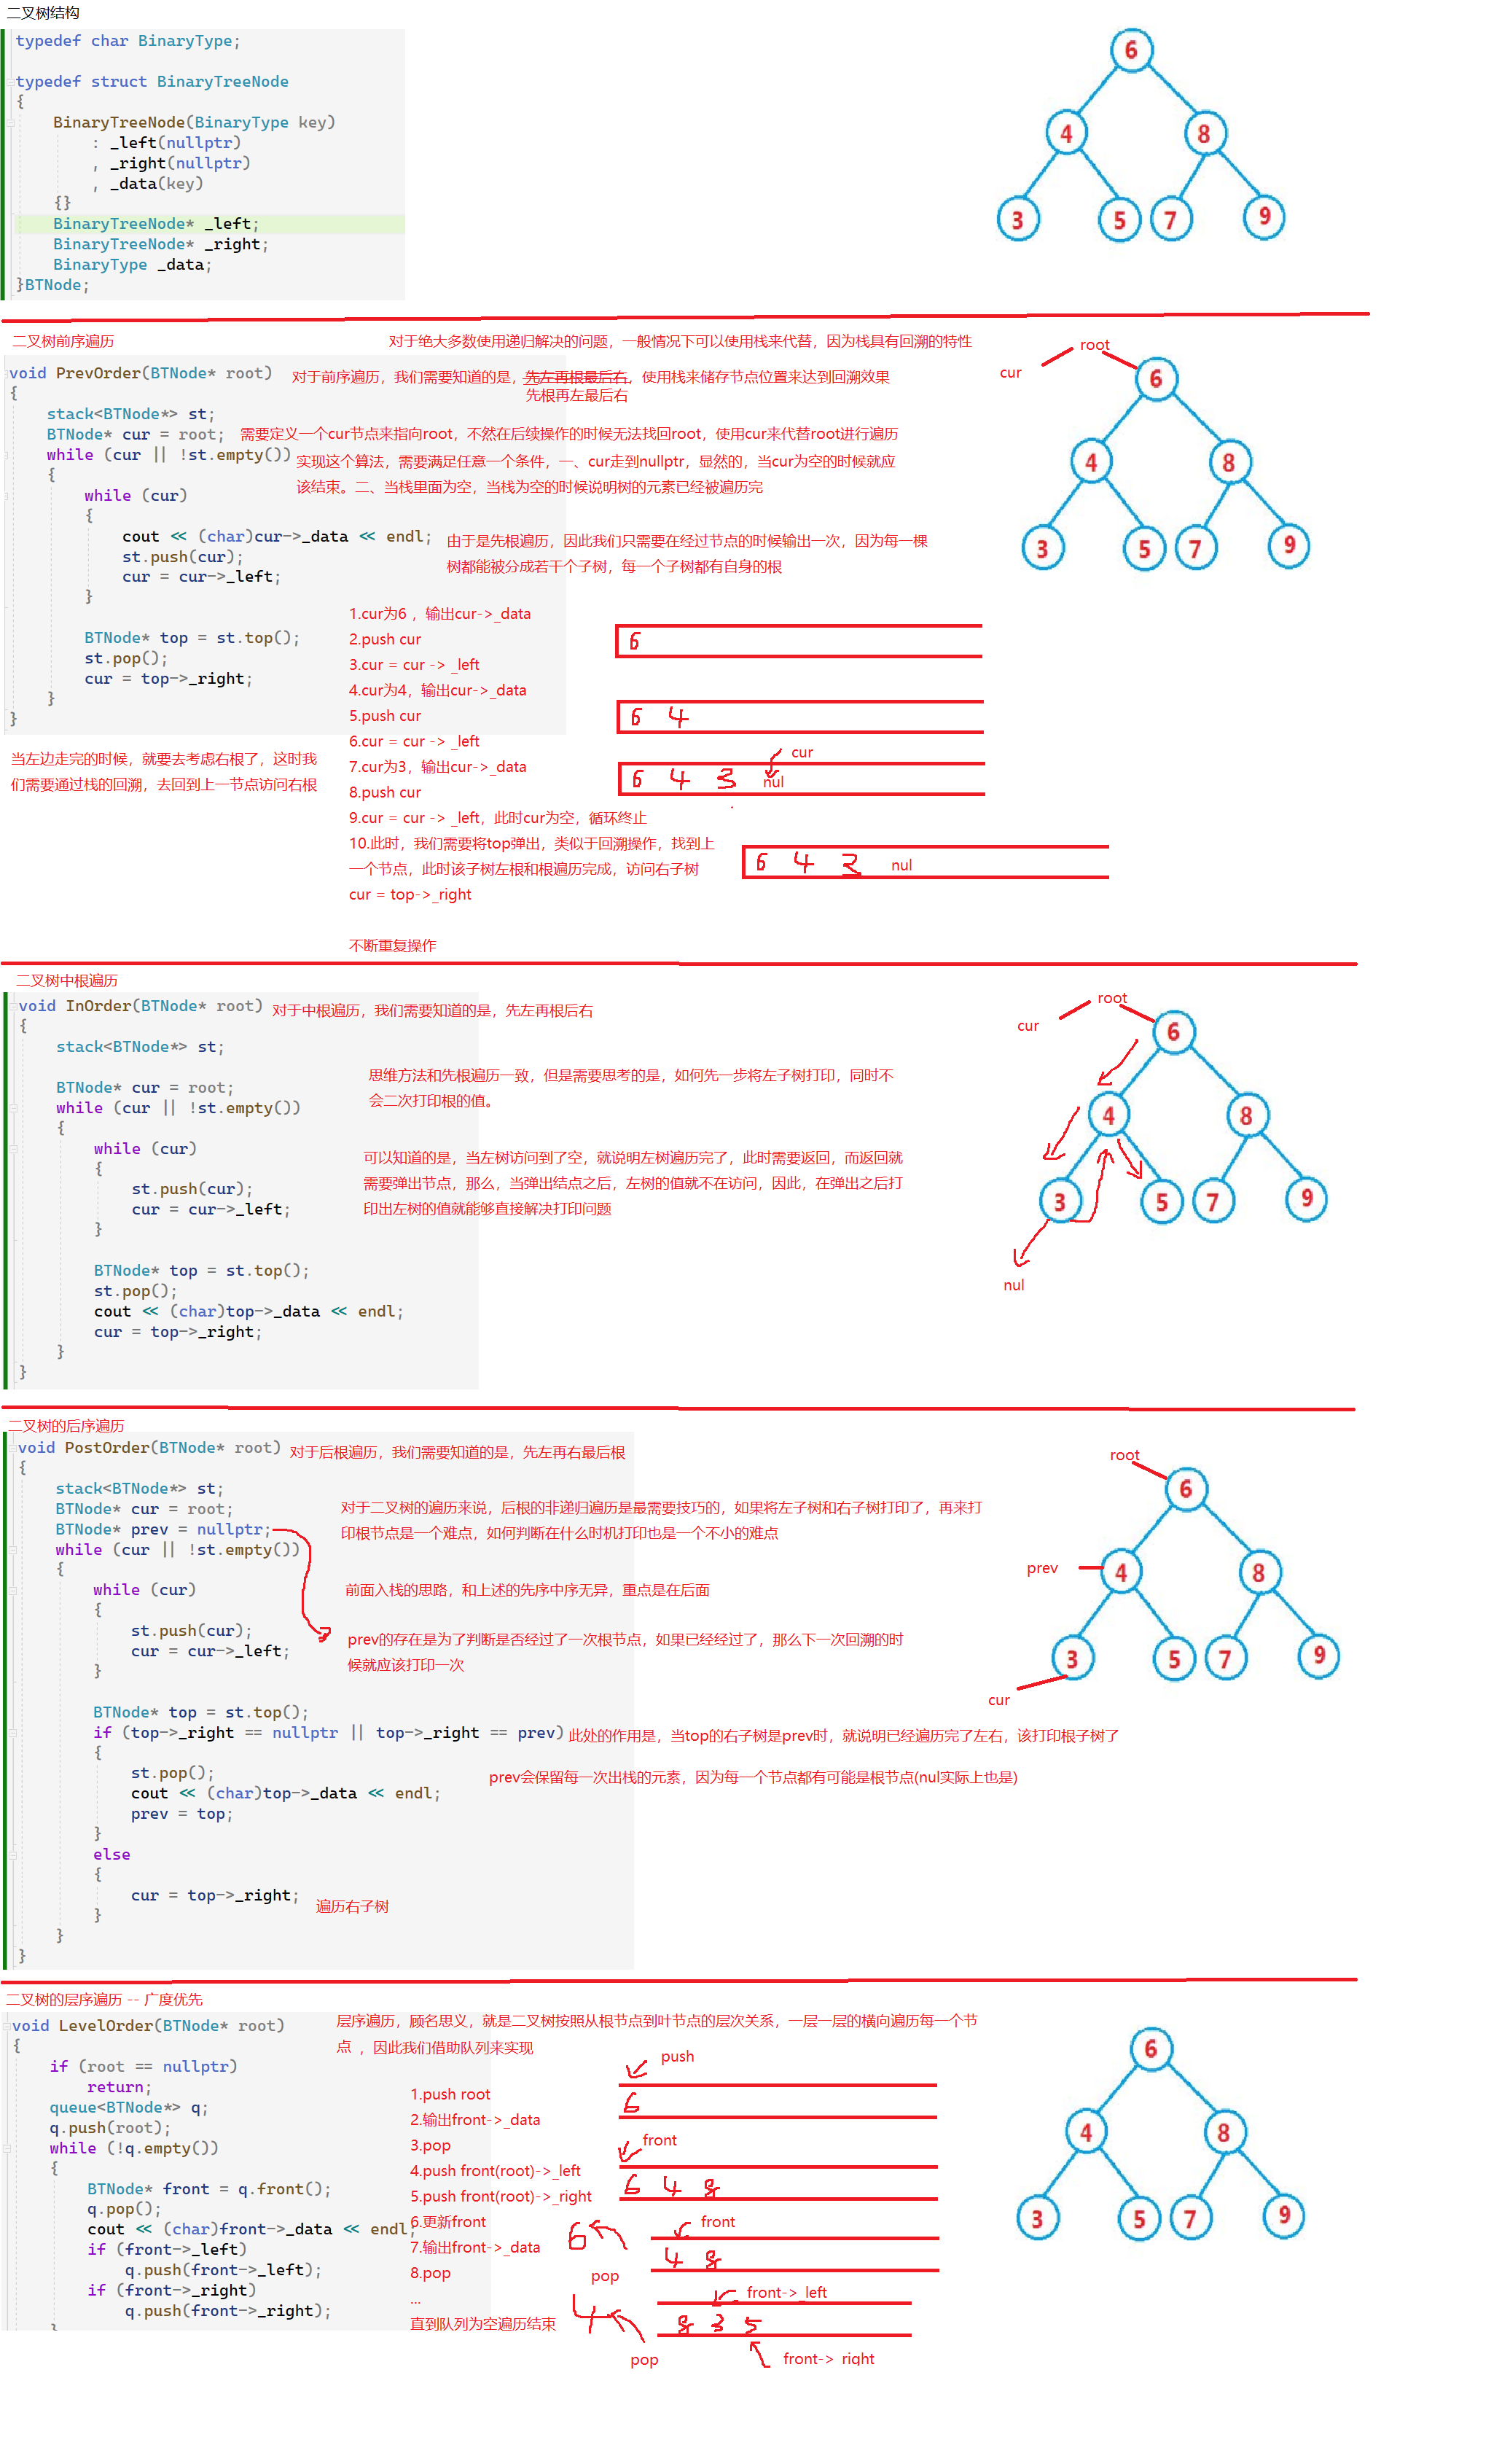 二叉树结构
typedef char BinaryType;
typedef struct BinaryTreeNode
{
BinaryTreeNode(BinaryType key)
: _left(nullptr)
, _right(nullptr)
, _data(key)
{}
BinaryTreeNode* _left;
BinaryTreeNode* _right;
BinaryType _data;
}BTNode;
6
4 8
3 5 7 9
二叉树前序遍历
对于绝大多数使用递归解决的问题，一般情况下可以使用栈来代替，因为栈具有回溯的特性
void PrevOrder(BTNode* root)
对于前序遍历，我们需要知道的是，先左再根最后右，使用栈来储存节点位置来达到回溯效果
先根再左最后右
{
stack<BTNode*> st;
BTNode* cur = root;
需要定义一个cur节点来指向root，不然在后续操作的时候无法找回root，使用cur来代替root进行遍历
while (cur || !st.empty())
实现这个算法，需要满足任意一个条件，一、cur走到nullptr，显然的，当cur为空的时候就应
该结束。二、当栈里面为空，当栈为空的时候说明树的元素已经被遍历完
{
while (cur)
{
cout << (char)cur->_data << endl;
st.push(cur);
cur = cur->_left;
}
由于是先根遍历，因此我们只需要在经过节点的时候输出一次，因为每一棵
树都能被分成若干个子树，每一个子树都有自身的根
BTNode* top = st.top();
st.pop();
cur = top->_right;
}
}
当左边走完的时候，就要去考虑右根了，这时我
们需要通过栈的回溯，去回到上一节点访问右根
1.cur为6 ，输出cur->_data
2.push cur
3.cur = cur -> _left
4.cur为4，输出cur->_data
5.push cur
6.cur = cur -> _left
7.cur为3，输出cur->_data
8.push cur
9.cur = cur -> _left，此时cur为空，循环终止
10.此时，我们需要将top弹出，类似于回溯操作，找到上
一个节点，此时该子树左根和根遍历完成，访问右子树
cur = top->_right
不断重复操作
6
6 4
cur
6 4 3 nul
6 4 3 nul
root
cur
6
4 8
3 5 7 9
二叉树中根遍历
void InOrder(BTNode* root)
对于中根遍历，我们需要知道的是，先左再根后右
{
stack<BTNode*> st;
BTNode* cur = root;
while (cur || !st.empty())
{
while (cur)
{
st.push(cur);
cur = cur->_left;
}
BTNode* top = st.top();
st.pop();
cout << (char)top->_data << endl;
cur = top->_right;
}
}
思维方法和先根遍历一致，但是需要思考的是，如何先一步将左子树打印，同时不
会二次打印根的值。
可以知道的是，当左树访问到了空，就说明左树遍历完了，此时需要返回，而返回就
需要弹出节点，那么，当弹出结点之后，左树的值就不在访问，因此，在弹出之后打
印出左树的值就能够直接解决打印问题
root
cur
6
4 8
3 5 7 9
nul
二叉树的后序遍历
void PostOrder(BTNode* root)
对于后根遍历，我们需要知道的是，先左再右最后根
{
stack<BTNode*> st;
BTNode* cur = root;
BTNode* prev = nullptr;
while (cur || !st.empty())
{
while (cur)
{
st.push(cur);
cur = cur->_left;
}
对于二叉树的遍历来说，后根的非递归遍历是最需要技巧的，如果将左子树和右子树打印了，再来打
印根节点是一个难点，如何判断在什么时机打印也是一个不小的难点
前面入栈的思路，和上述的先序中序无异，重点是在后面
prev的存在是为了判断是否经过了一次根节点，如果已经经过了，那么下一次回溯的时
候就应该打印一次
BTNode* top = st.top();
if (top->_right == nullptr || top->_right == prev)
此处的作用是，当top的右子树是prev时，就说明已经遍历完了左右，该打印根子树了
{
st.pop();
cout << (char)top->_data << endl;
prev = top;
}
prev会保留每一次出栈的元素，因为每一个节点都有可能是根节点(nul实际上也是)
else
{
cur = top->_right;
遍历右子树
}
}
}
root
6
prev
4 8
3 5 7 9
cur
二叉树的层序遍历 -- 广度优先
void LevelOrder(BTNode* root)
层序遍历，顾名思义，就是二叉树按照从根节点到叶节点的层次关系，一层一层的横向遍历每一个节
点 ，因此我们借助队列来实现
{
if (root == nullptr)
return;
queue<BTNode*> q;
q.push(root);
while (!q.empty())
{
BTNode* front = q.front();
q.pop();
cout << (char)front->_data << endl;
if (front->_left)
q.push(front->_left);
if (front->_right)
q.push(front->_right);
1.push root
2.输出front->_data
3.pop
4.push front(root)->_left
5.push front(root)->_right
6.更新front
7.输出front->_data
8.pop
...
直到队列为空遍历结束
push
6
front
6 4 8
front
6
4 8
pop
front->_left
4
8 3 5
pop
front->_right
6
4 8
3 5 7 9